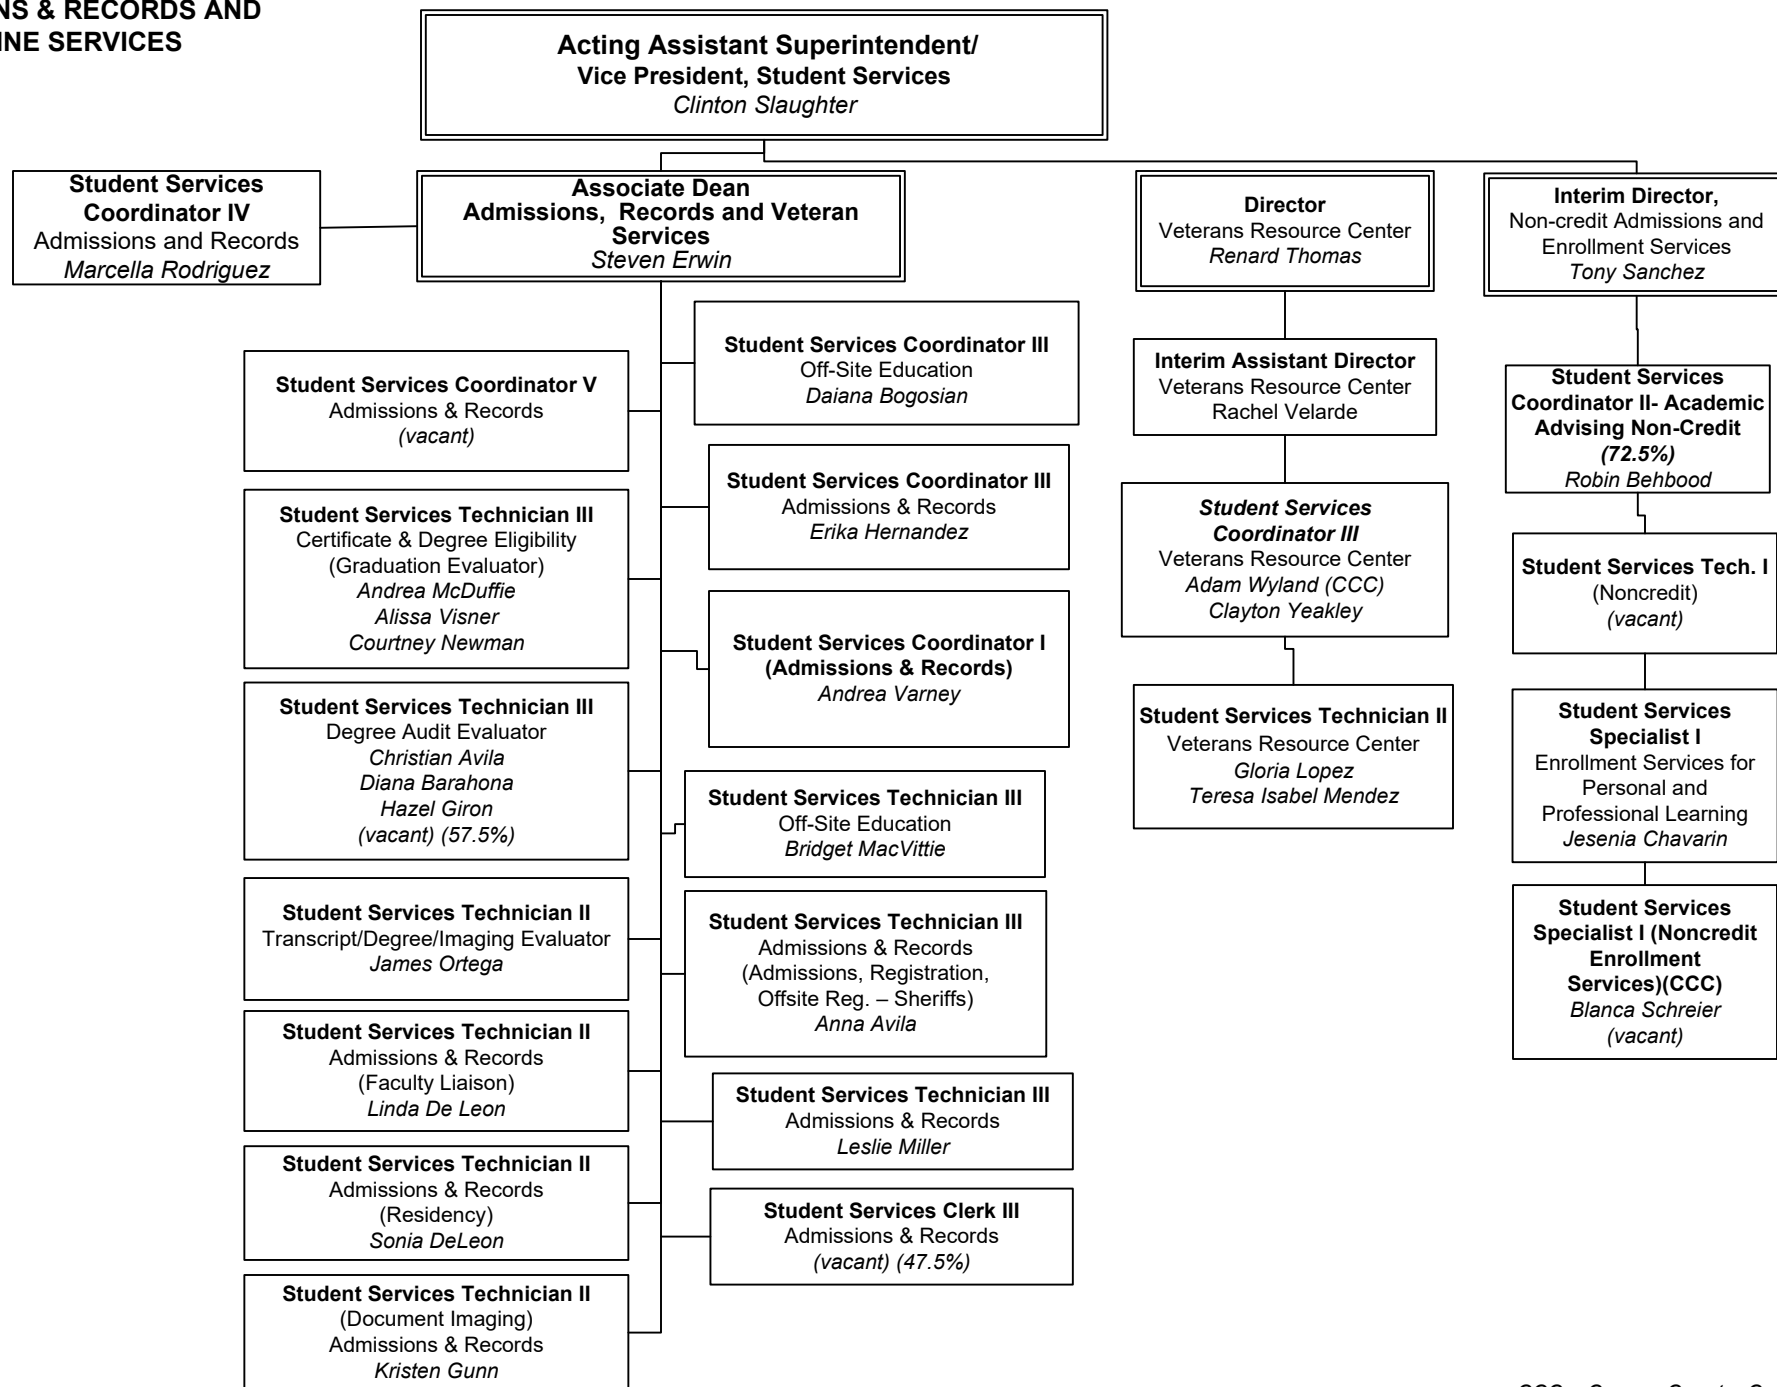 NS & RECORDS AND
INE SERVICES
Acting Assistant Superintendent/
Vice President, Student Services
Clinton Slaughter
Student Services
Coordinator IV
Admissions and Records
Marcella Rodriguez
Associate Dean
Admissions, Records and Veteran
Services
Steven Erwin
Director
Veterans Resource Center
Renard Thomas
Interim Director,
Non-credit Admissions and
Enrollment Services
Tony Sanchez
Student Services Coordinator V
Admissions & Records
(vacant)
Student Services Technician III
Certificate & Degree Eligibility
(Graduation Evaluator)
Andrea McDuffie
Alissa Visner
Courtney Newman
Student Services Technician III
Degree Audit Evaluator
Christian Avila
Diana Barahona
Hazel Giron
(vacant) (57.5%)
Student Services Technician II
Transcript/Degree/Imaging Evaluator
James Ortega
Student Services Technician II
Admissions & Records
(Faculty Liaison)
Linda De Leon
Student Services Technician II
Admissions & Records
(Residency)
Sonia DeLeon
Student Services Technician II
(Document Imaging)
Admissions & Records
Kristen Gunn
Student Services Coordinator III
Off-Site Education
Daiana Bogosian
Student Services Coordinator III
Admissions & Records
Erika Hernandez
Student Services Coordinator I
(Admissions & Records)
Andrea Varney
Student Services Technician III
Off-Site Education
Bridget MacVittie
Student Services Technician III
Admissions & Records
(Admissions, Registration,
Offsite Reg. – Sheriffs)
Anna Avila
Student Services Technician III
Admissions & Records
Leslie Miller
Student Services Clerk III
Admissions & Records
(vacant) (47.5%)
Interim Assistant Director
Veterans Resource Center
Rachel Velarde
Student Services
Coordinator III
Veterans Resource Center
Adam Wyland (CCC)
Clayton Yeakley
Student Services Technician II
Veterans Resource Center
Gloria Lopez
Teresa Isabel Mendez
Student Services
Coordinator II- Academic
Advising Non-Credit
(72.5%)
Robin Behbood
Student Services Tech. I
(Noncredit)
(vacant)
Student Services
Specialist I
Enrollment Services for
Personal and
Professional Learning
Jesenia Chavarin
Student Services
Specialist I (Noncredit
Enrollment
Services)(CCC)
Blanca Schreier
(vacant)